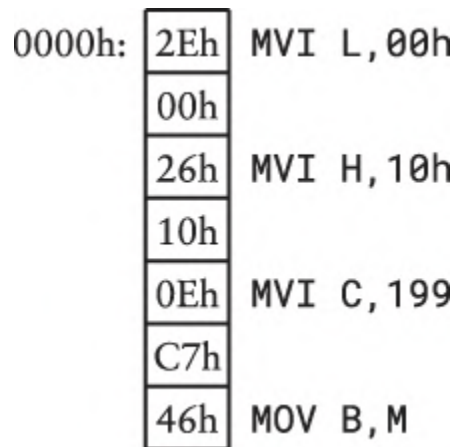 0000h: 2Eh MVI L,00h
00h
26h MVI H,10h
10h
0Eh MVI C,199
C7h
46h MOV B,M